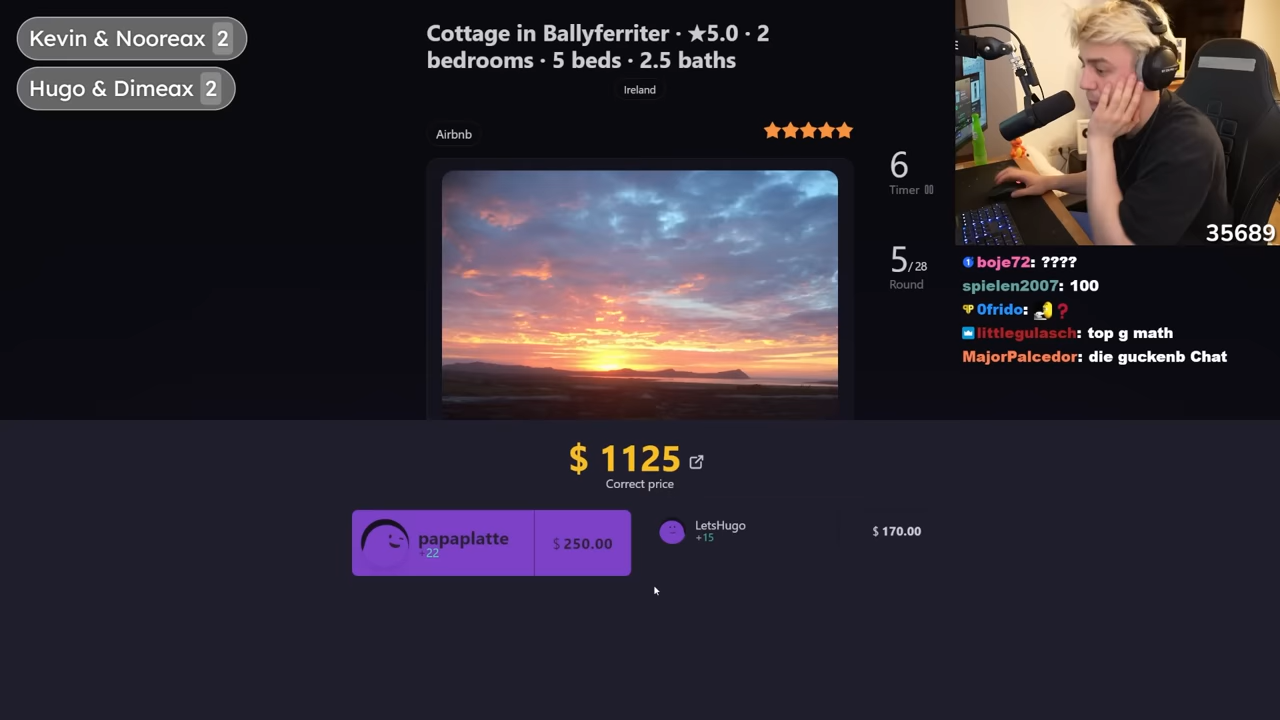 Kevin & Nooreax 2
Hugo & Dimeax 2
Cottage in Ballyferriter · ★5.0 · 2
bedrooms · 5 beds · 2.5 baths
Ireland
Airbnb
6
Timer
5/28
Round
35689
boje72: ????
spielen2007: 100
0frido: ?
littlegulasch: top g math
MajorPalcedor: die guckenb Chat
$ 1125
Correct price
papaplatte
+22
$ 250.00
LetsHugo
+15
$ 170.00